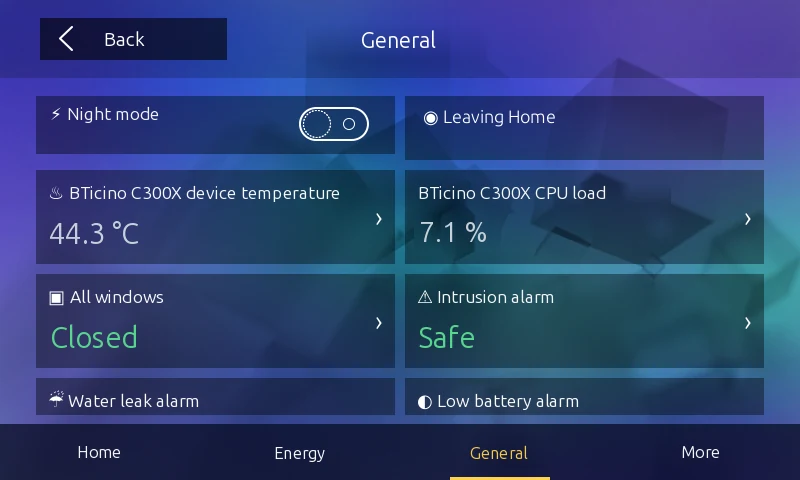 Back
General
⚡ Night mode
◉ Leaving Home
♨ BTicino C300X device temperature
44.3 °C
›
BTicino C300X CPU load
7.1 %
›
▣ All windows
Closed
›
⚠ Intrusion alarm
Safe
›
☔ Water leak alarm
◐ Low battery alarm
Home
Energy
General
More